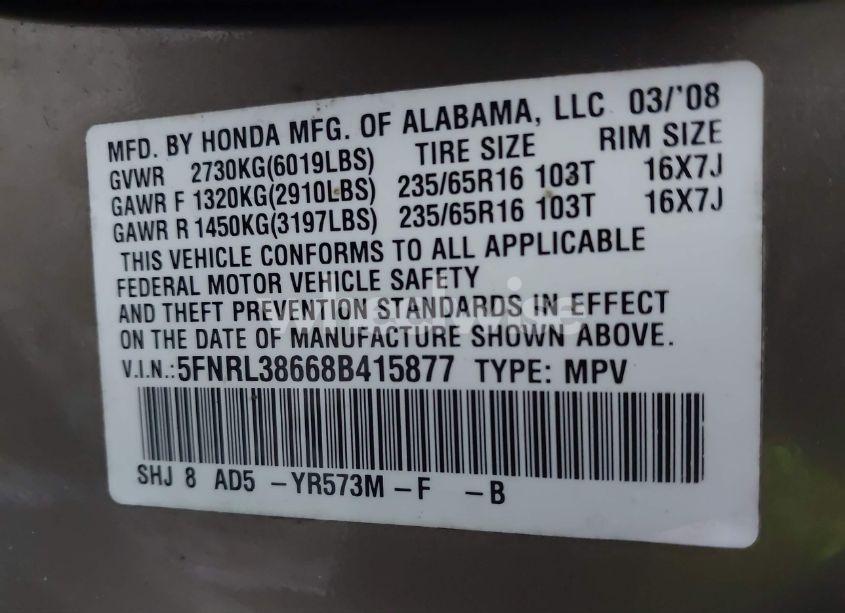 MFD. BY HONDA MFG. OF ALABAMA, LLC 03/'08
GVWR 2730KG(6019LBS) TIRE SIZE RIM SIZE
GAWR F 1320KG(2910LBS) 235/65R16 103T 16X7J
GAWR R 1450KG(3197LBS) 235/65R16 103T 16X7J
THIS VEHICLE CONFORMS TO ALL APPLICABLE
FEDERAL MOTOR VEHICLE SAFETY
AND THEFT PREVENTION STANDARDS IN EFFECT
ON THE DATE OF MANUFACTURE SHOWN ABOVE.
V.I.N.:5FNRL38668B415877 TYPE: MPV
SHJ 8 AD5 -YR573M -F -B